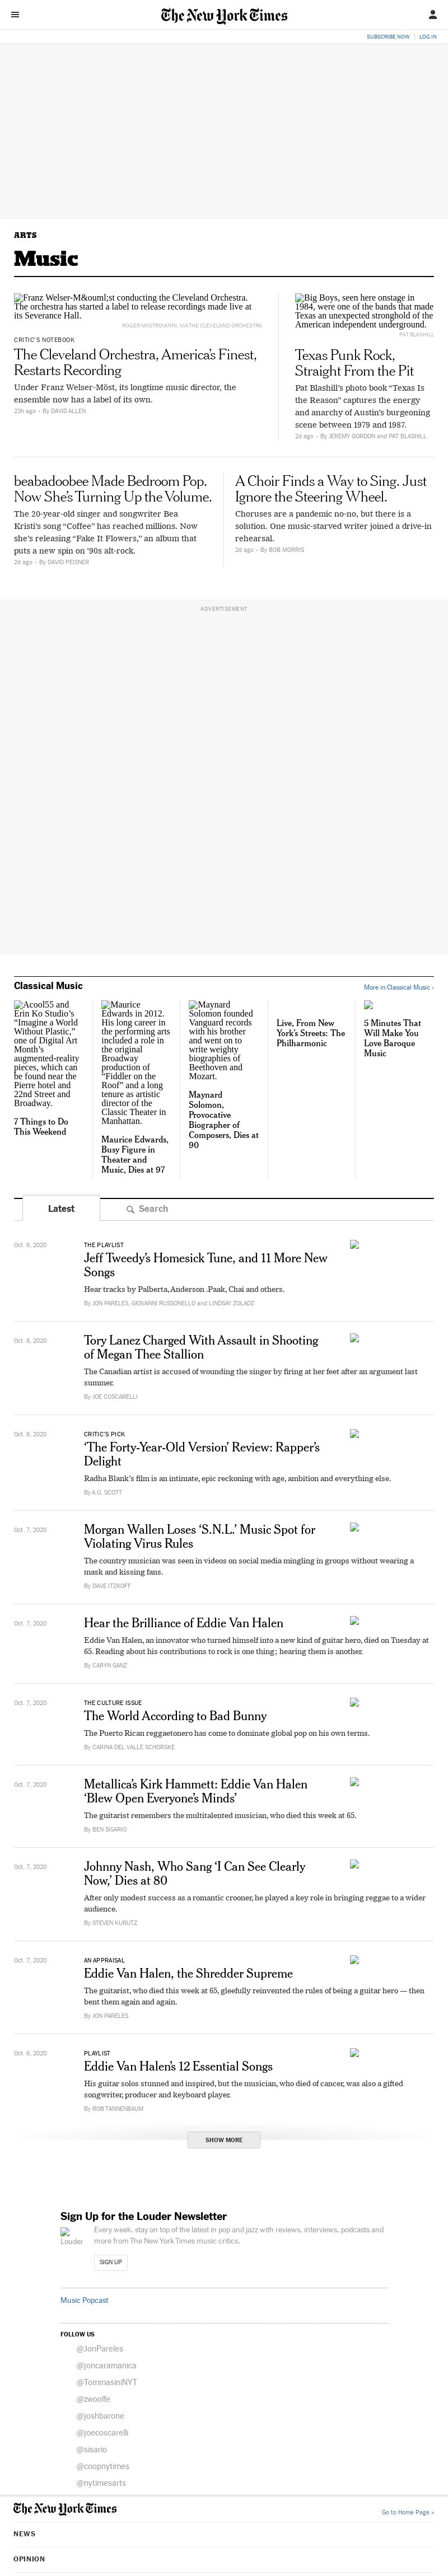 The New York Times
SUBSCRIBE NOW | LOG IN
ARTS
Music
Franz Welser-M&ouml;st conducting the Cleveland Orchestra.
The orchestra has started a label to release recordings made live at
its Severance Hall.
ROGER MASTROIANNI, VIA THE CLEVELAND ORCHESTRA
CRITIC'S NOTEBOOK
The Cleveland Orchestra, America's Finest,
Restarts Recording
Under Franz Welser-Möst, its longtime music director, the
ensemble now has a label of its own.
23h ago - By DAVID ALLEN
Big Boys, seen here onstage in
1984, were one of the bands that made
Texas an unexpected stronghold of the
American independent underground.
PAT BLASHILL
Texas Punk Rock,
Straight From the Pit
Pat Blashill's photo book "Texas Is
the Reason" captures the energy
and anarchy of Austin's burgeoning
scene between 1979 and 1987.
2d ago - By JEREMY GORDON and PAT BLASHILL
beabadoobee Made Bedroom Pop.
Now She's Turning Up the Volume.
The 20-year-old singer and songwriter Bea
Kristi's song "Coffee" has reached millions. Now
she's releasing "Fake It Flowers," an album that
puts a new spin on '90s alt-rock.
2d ago - By DAVID PEISNER
A Choir Finds a Way to Sing. Just
Ignore the Steering Wheel.
Choruses are a pandemic no-no, but there is a
solution. One music-starved writer joined a drive-in
rehearsal.
2d ago - By BOB MORRIS
ADVERTISEMENT
Classical Music
More in Classical Music ›
Acool55 and
Erin Ko Studio's
"Imagine a World
Without Plastic,"
one of Digital Art
Month's
augmented-reality
pieces, which can
be found near the
Pierre hotel and
22nd Street and
Broadway.
7 Things to Do
This Weekend
Maurice
Edwards in 2012.
His long career in
the performing arts
included a role in
the original
Broadway
production of
"Fiddler on the
Roof" and a long
tenure as artistic
director of the
Classic Theater in
Manhattan.
Maurice Edwards,
Busy Figure in
Theater and
Music, Dies at 97
Maynard
Solomon founded
Vanguard records
with his brother
and went on to
write weighty
biographies of
Beethoven and
Mozart.
Maynard
Solomon,
Provocative
Biographer of
Composers, Dies at
90
Live, From New
York's Streets: The
Philharmonic
5 Minutes That
Will Make You
Love Baroque
Music
Latest
Search
Oct. 9, 2020
THE PLAYLIST
Jeff Tweedy's Homesick Tune, and 11 More New
Songs
Hear tracks by Palberta, Anderson .Paak, Chai and others.
By JON PARELES, GIOVANNI RUSSONELLO and LINDSAY ZOLADZ
Oct. 8, 2020
Tory Lanez Charged With Assault in Shooting
of Megan Thee Stallion
The Canadian artist is accused of wounding the singer by firing at her feet after an argument last
summer.
By JOE COSCARELLI
Oct. 8, 2020
CRITIC'S PICK
'The Forty-Year-Old Version' Review: Rapper's
Delight
Radha Blank's film is an intimate, epic reckoning with age, ambition and everything else.
By A.O. SCOTT
Oct. 7, 2020
Morgan Wallen Loses 'S.N.L.' Music Spot for
Violating Virus Rules
The country musician was seen in videos on social media mingling in groups without wearing a
mask and kissing fans.
By DAVE ITZKOFF
Oct. 7, 2020
Hear the Brilliance of Eddie Van Halen
Eddie Van Halen, an innovator who turned himself into a new kind of guitar hero, died on Tuesday at
65. Reading about his contributions to rock is one thing; hearing them is another.
By CARYN GANZ
Oct. 7, 2020
THE CULTURE ISSUE
The World According to Bad Bunny
The Puerto Rican reggaetonero has come to dominate global pop on his own terms.
By CARINA DEL VALLE SCHORSKE
Oct. 7, 2020
Metallica's Kirk Hammett: Eddie Van Halen
'Blew Open Everyone's Minds'
The guitarist remembers the multitalented musician, who died this week at 65.
By BEN SISARIO
Oct. 7, 2020
Johnny Nash, Who Sang 'I Can See Clearly
Now,' Dies at 80
After only modest success as a romantic crooner, he played a key role in bringing reggae to a wider
audience.
By STEVEN KURUTZ
Oct. 7, 2020
AN APPRAISAL
Eddie Van Halen, the Shredder Supreme
The guitarist, who died this week at 65, gleefully reinvented the rules of being a guitar hero — then
bent them again and again.
By JON PARELES
Oct. 6, 2020
PLAYLIST
Eddie Van Halen's 12 Essential Songs
His guitar solos stunned and inspired, but the musician, who died of cancer, was also a gifted
songwriter, producer and keyboard player.
By ROB TANNENBAUM
SHOW MORE
Sign Up for the Louder Newsletter
Louder
Every week, stay on top of the latest in pop and jazz with reviews, interviews, podcasts and
more from The New York Times music critics.
SIGN UP
Music Popcast
FOLLOW US
@JonPareles
@joncaramanica
@TommasiniNYT
@zwoolfe
@joshbarone
@joecoscarelli
@sisario
@coopnytimes
@nytimesarts
The New York Times
Go to Home Page »
NEWS
OPINION